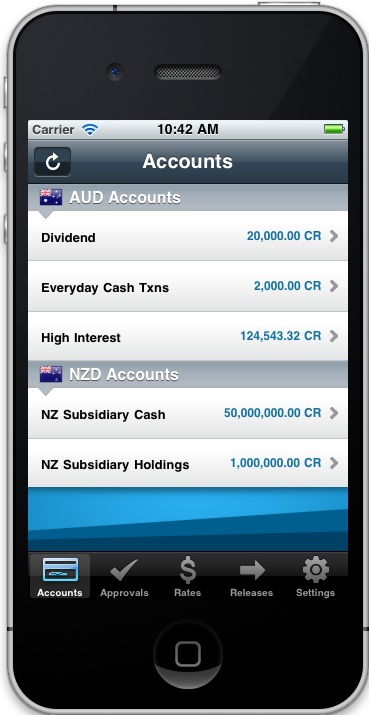 Carrier 10:42 AM
Accounts
AUD Accounts
Dividend 20,000.00 CR
Everyday Cash Txns 2,000.00 CR
High Interest 124,543.32 CR
NZD Accounts
NZ Subsidiary Cash 50,000,000.00 CR
NZ Subsidiary Holdings 1,000,000.00 CR
Accounts Approvals Rates Releases Settings